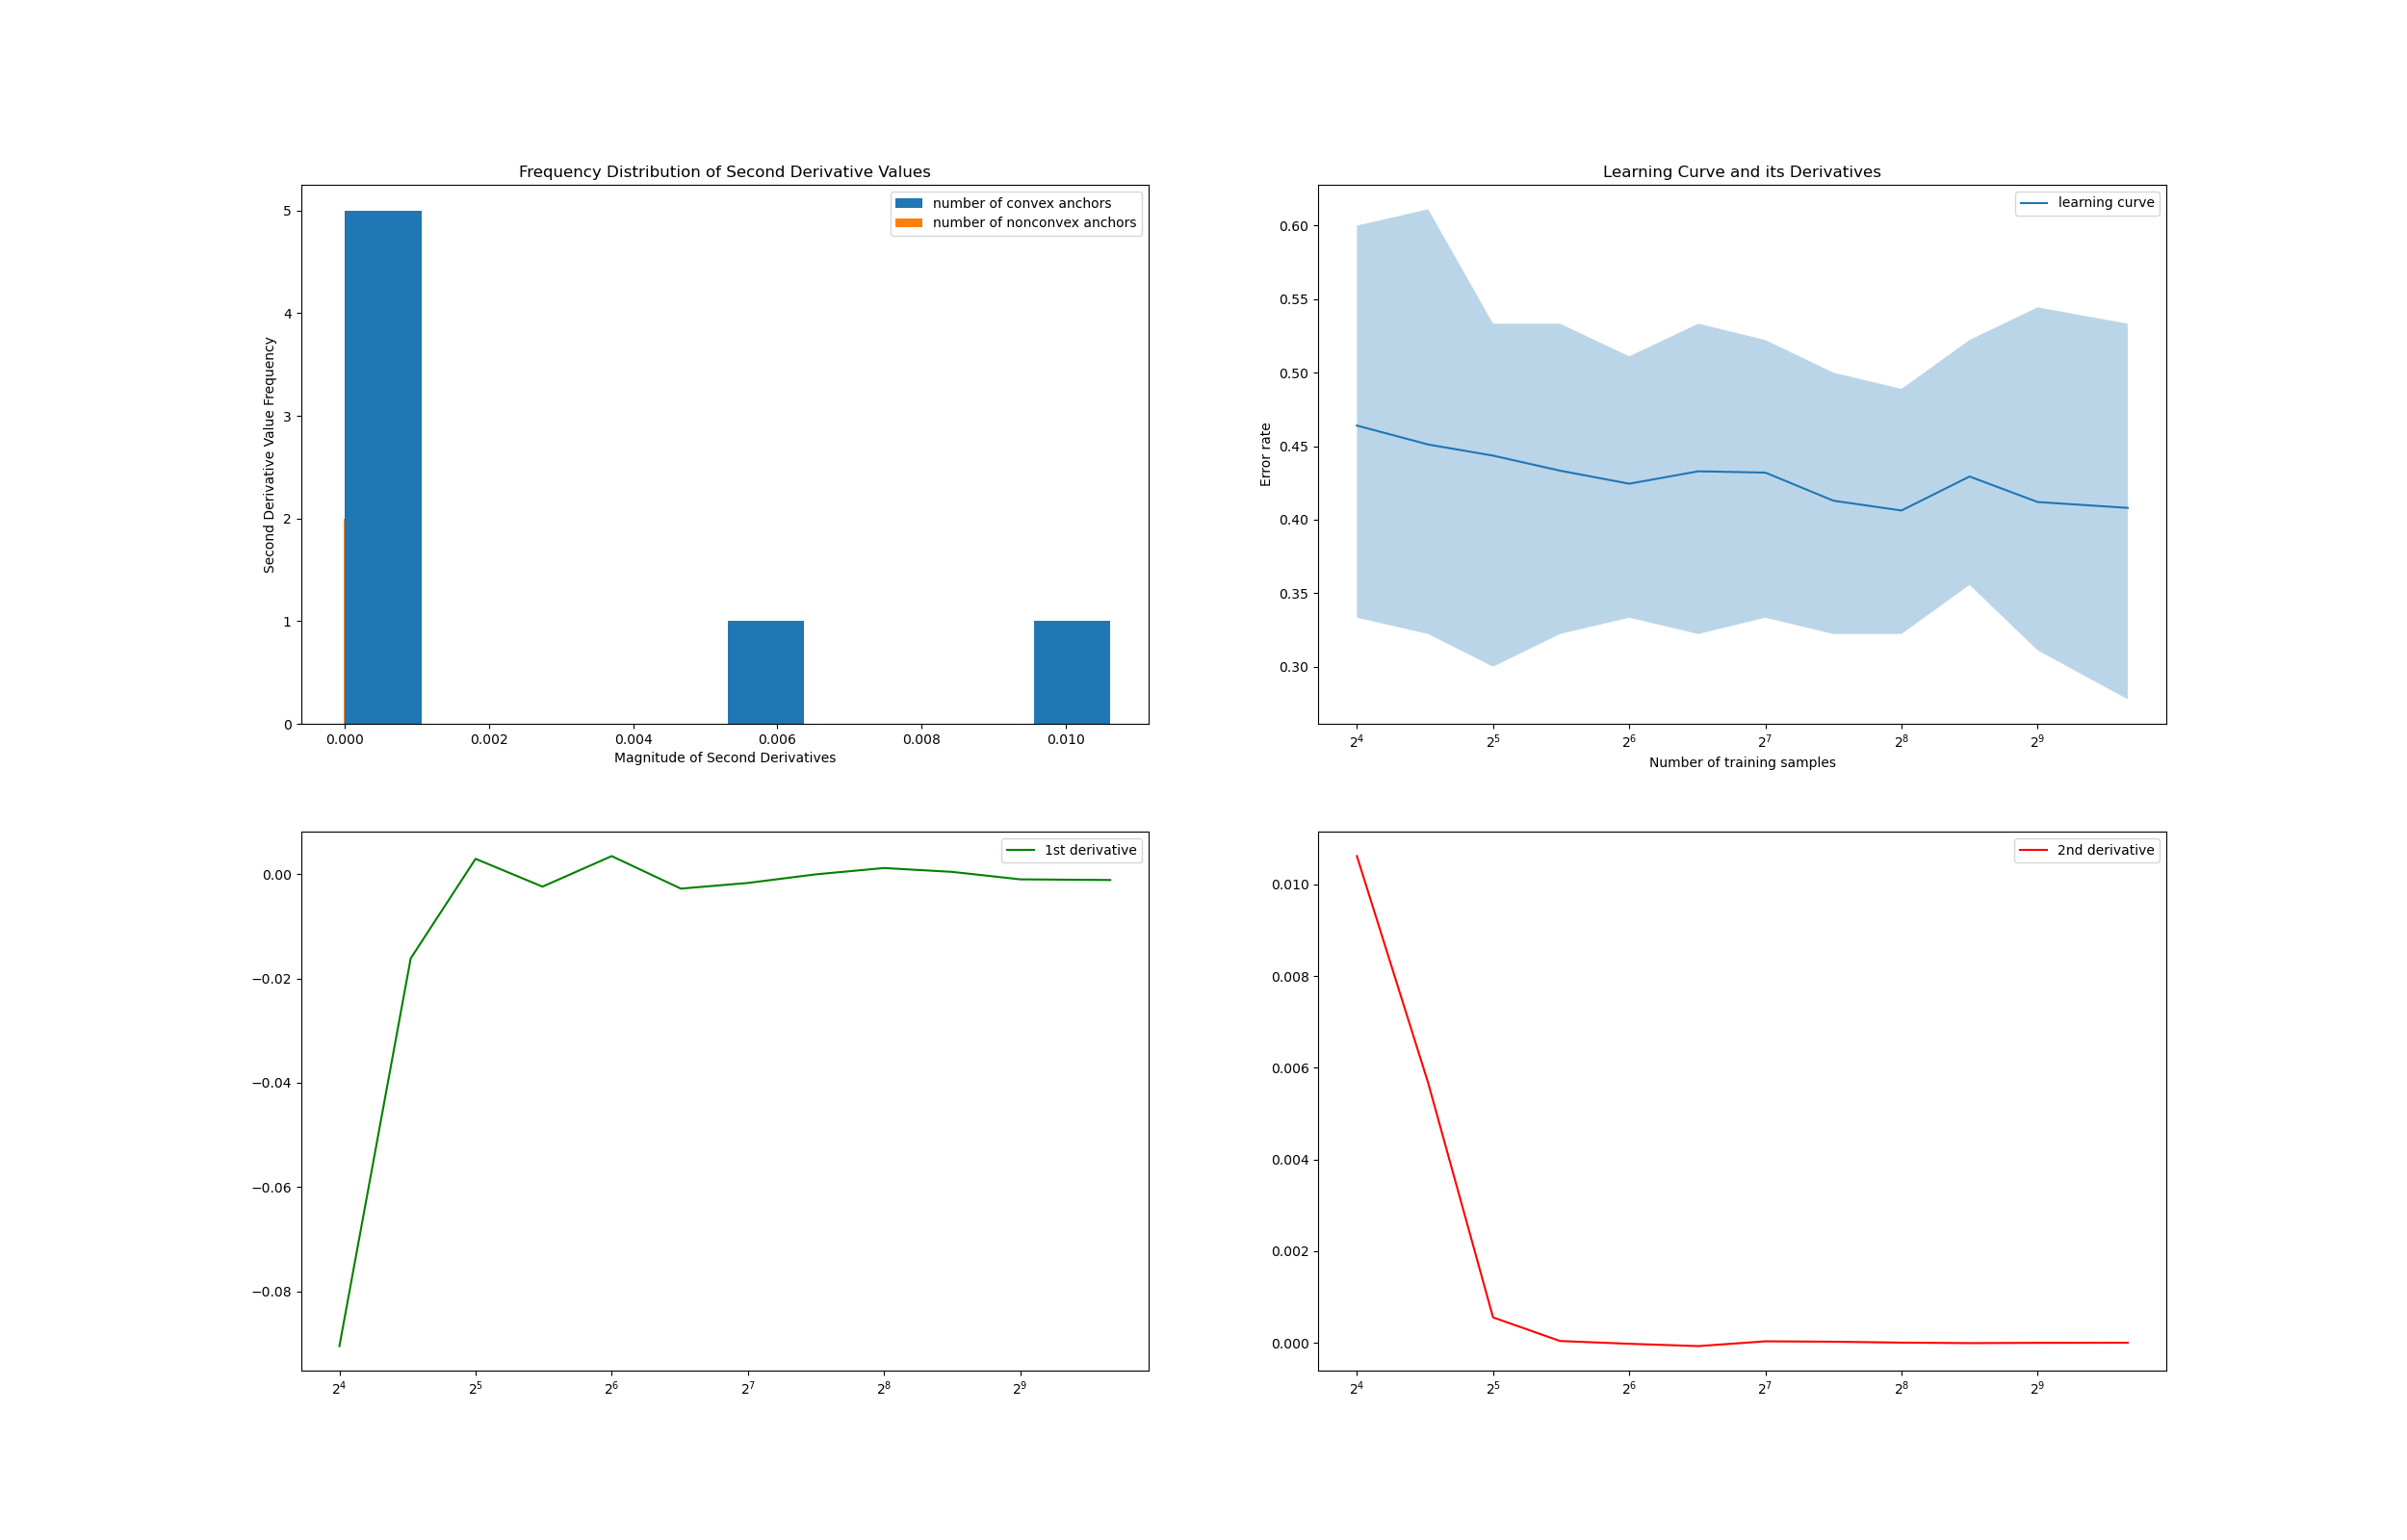 Frequency Distribution of Second Derivative Values
number of convex anchors
number of nonconvex anchors
Second Derivative Value Frequency
5
4
3
2
1
0
0.000 0.002 0.004 0.006 0.008 0.010
Magnitude of Second Derivatives
Learning Curve and its Derivatives
learning curve
Error rate
0.60
0.55
0.50
0.45
0.40
0.35
0.30
2⁴ 2⁵ 2⁶ 2⁷ 2⁸ 2⁹
Number of training samples
1st derivative
0.00
−0.02
−0.04
−0.06
−0.08
2⁴ 2⁵ 2⁶ 2⁷ 2⁸ 2⁹
2nd derivative
0.010
0.008
0.006
0.004
0.002
0.000
2⁴ 2⁵ 2⁶ 2⁷ 2⁸ 2⁹